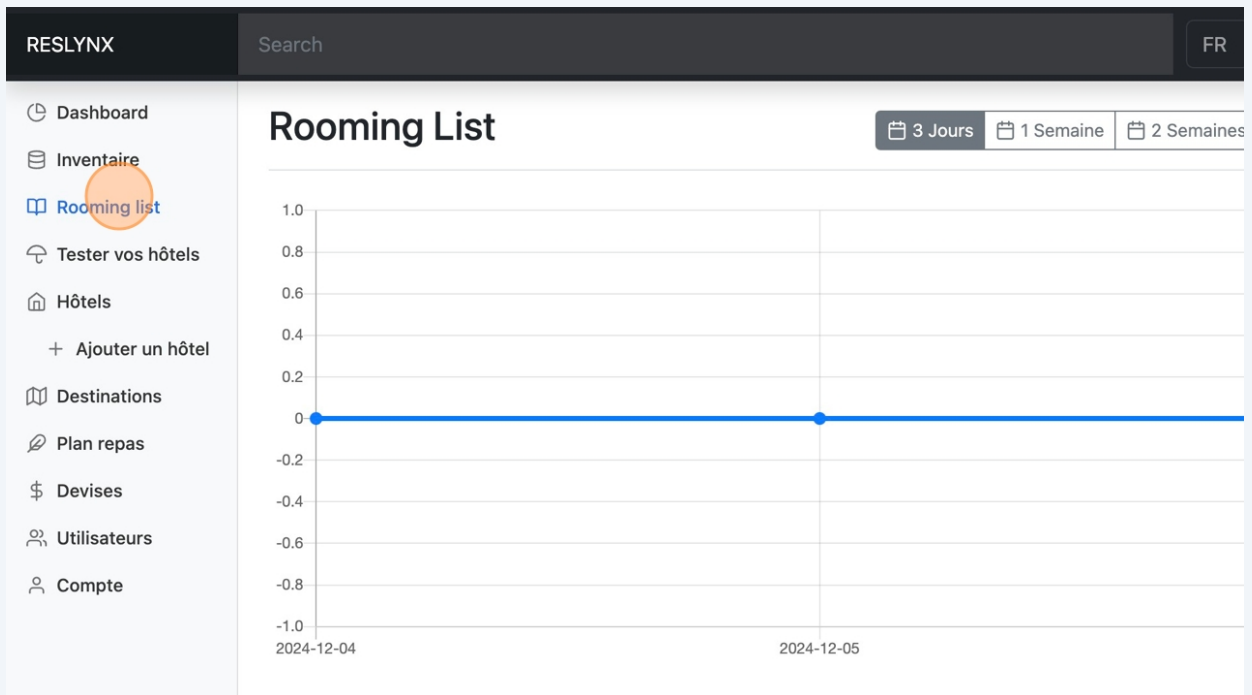 RESLYNX
Search
FR
Dashboard
Inventaire
Rooming list
Tester vos hôtels
Hôtels
Ajouter un hôtel
Destinations
Plan repas
Devises
Utilisateurs
Compte
Rooming List
3 Jours
1 Semaine
2 Semaines
1.0
0.8
0.6
0.4
0.2
0
-0.2
-0.4
-0.6
-0.8
-1.0
2024-12-04
2024-12-05